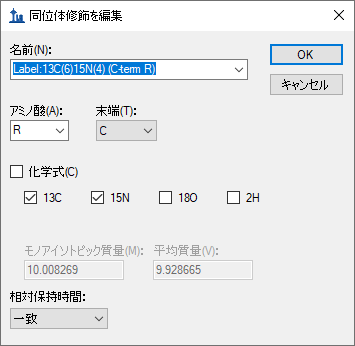 同位体修飾を編集
名前(N):
Label:13C(6)15N(4) (C-term R)
OK
キャンセル
アミノ酸(A):
末端(T):
R
C
化学式(C)
13C
15N
18O
2H
モノアイソトピック質量(M):
平均質量(V):
10.008269
9.928665
相対保持時間:
一致